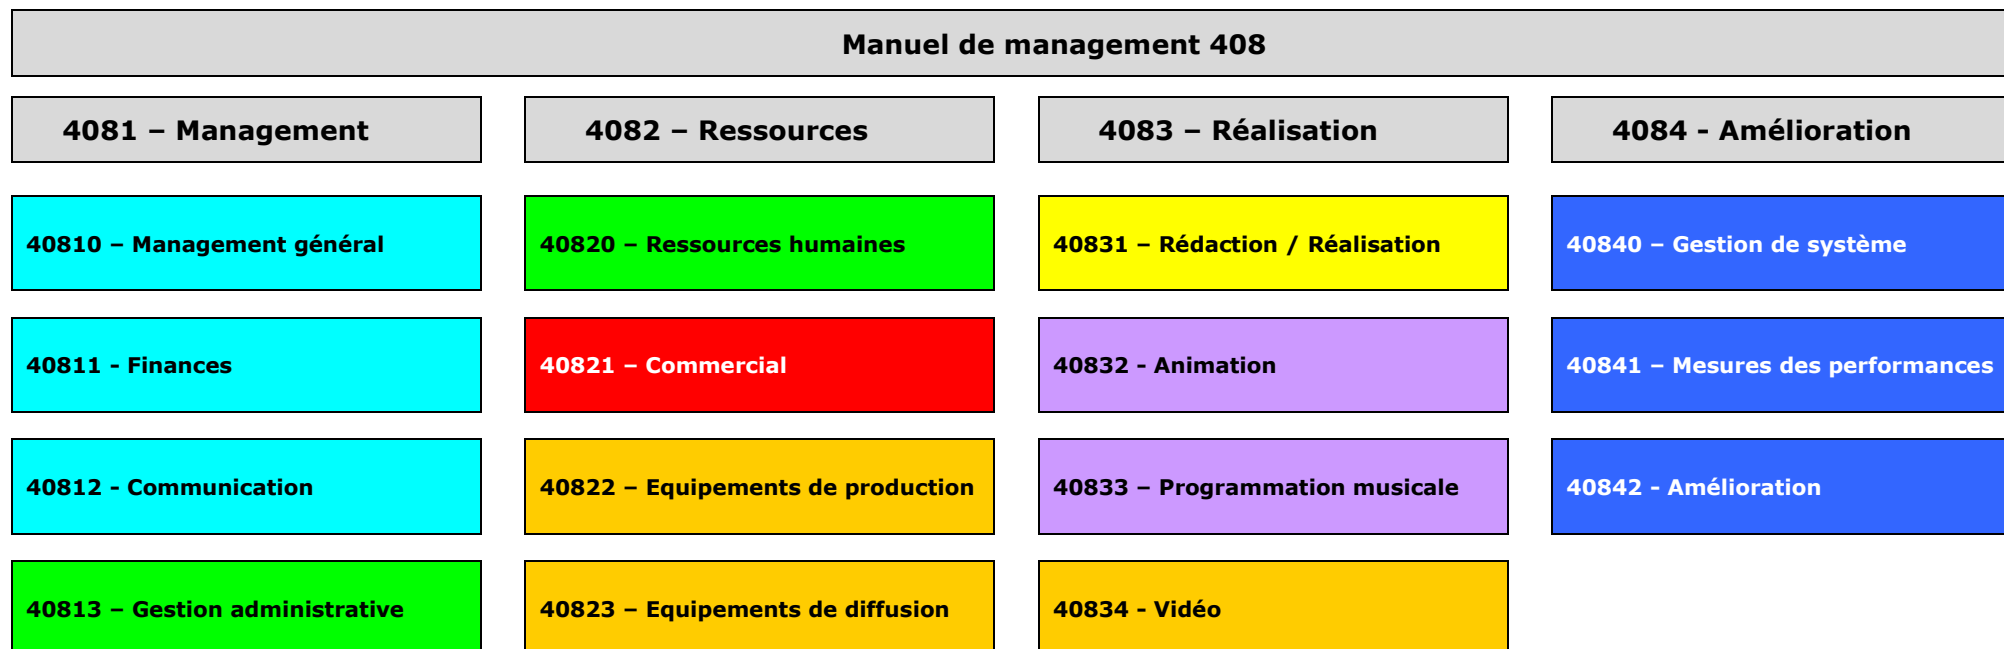 Manuel de management 408
4081 – Management
4082 – Ressources
4083 – Réalisation
4084 - Amélioration
40810 – Management général
40820 – Ressources humaines
40831 – Rédaction / Réalisation
40840 – Gestion de système
40811 - Finances
40821 – Commercial
40832 - Animation
40841 – Mesures des performances
40812 - Communication
40822 – Equipements de production
40833 – Programmation musicale
40842 - Amélioration
40813 – Gestion administrative
40823 – Equipements de diffusion
40834 - Vidéo